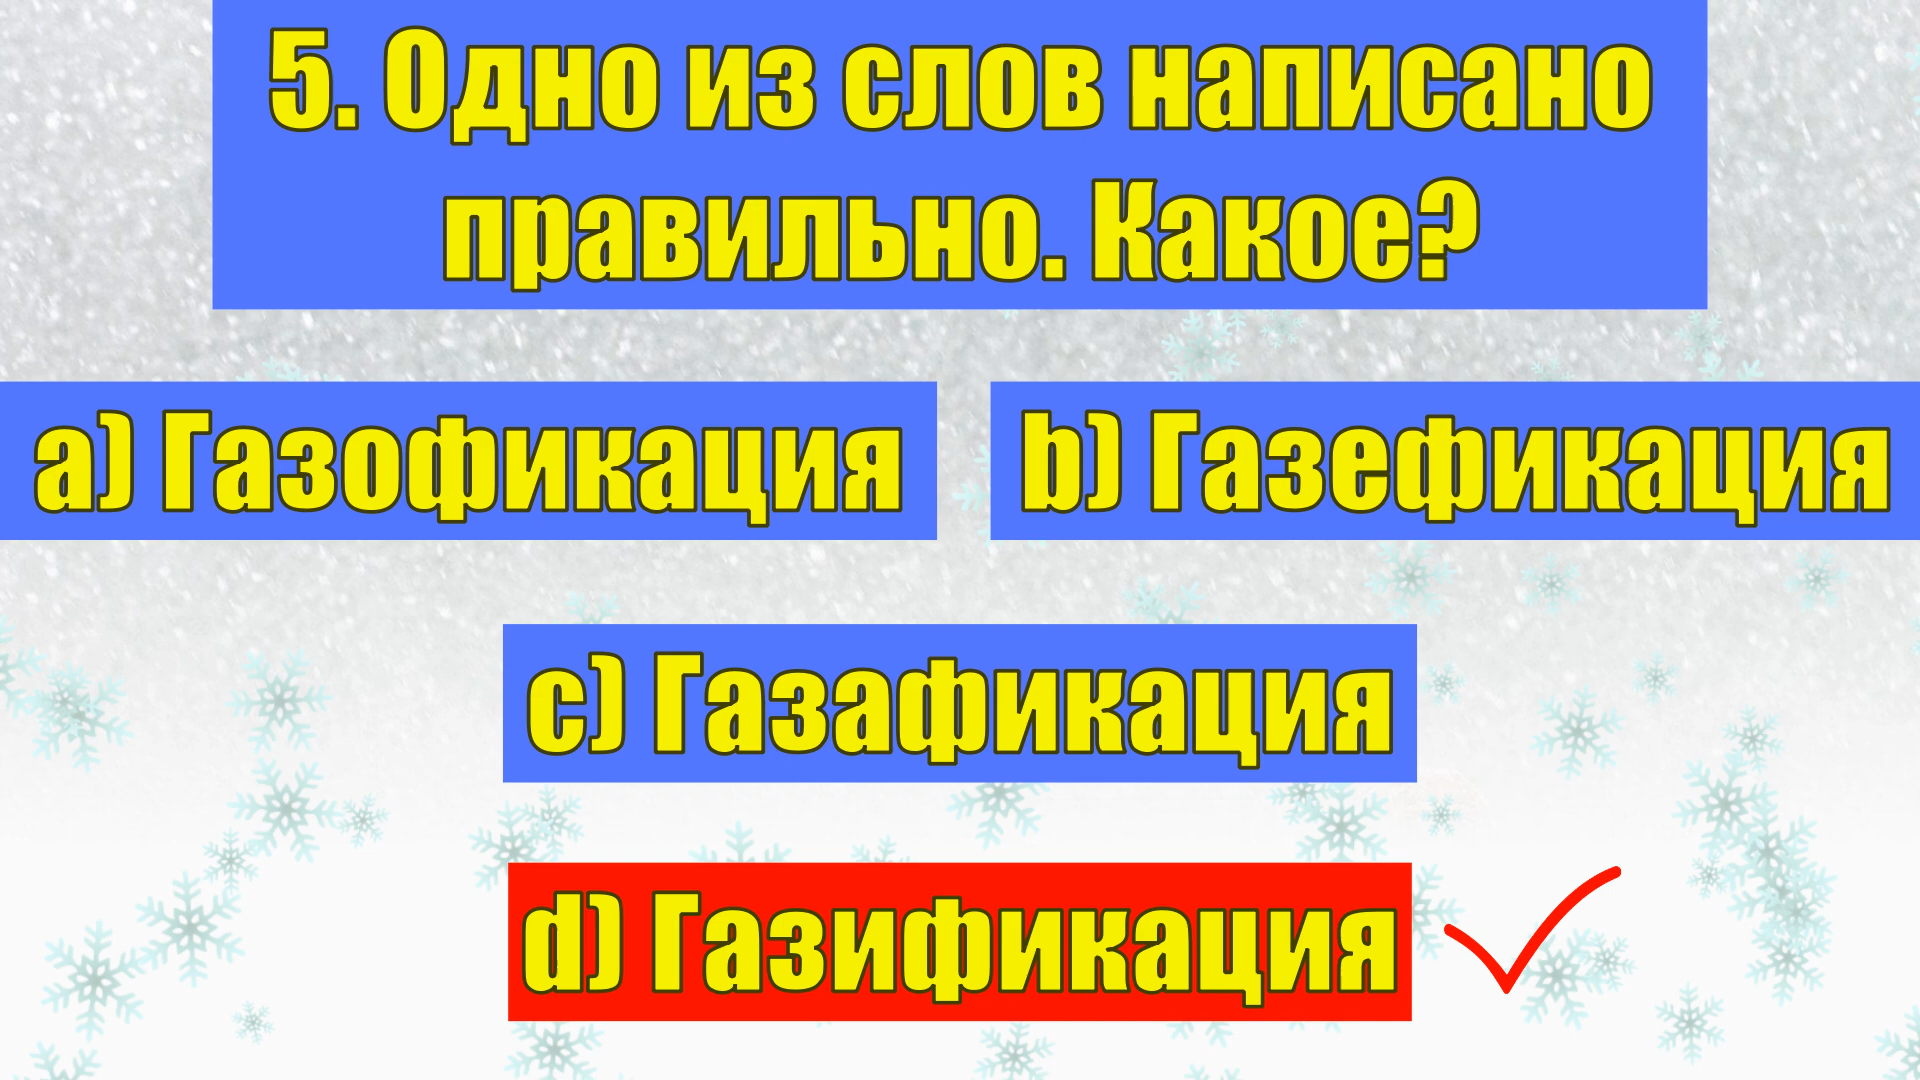 5. Одно из слов написано
правильно. Какое?
a) Газофикация
b) Газефикация
c) Газафикация
d) Газификация